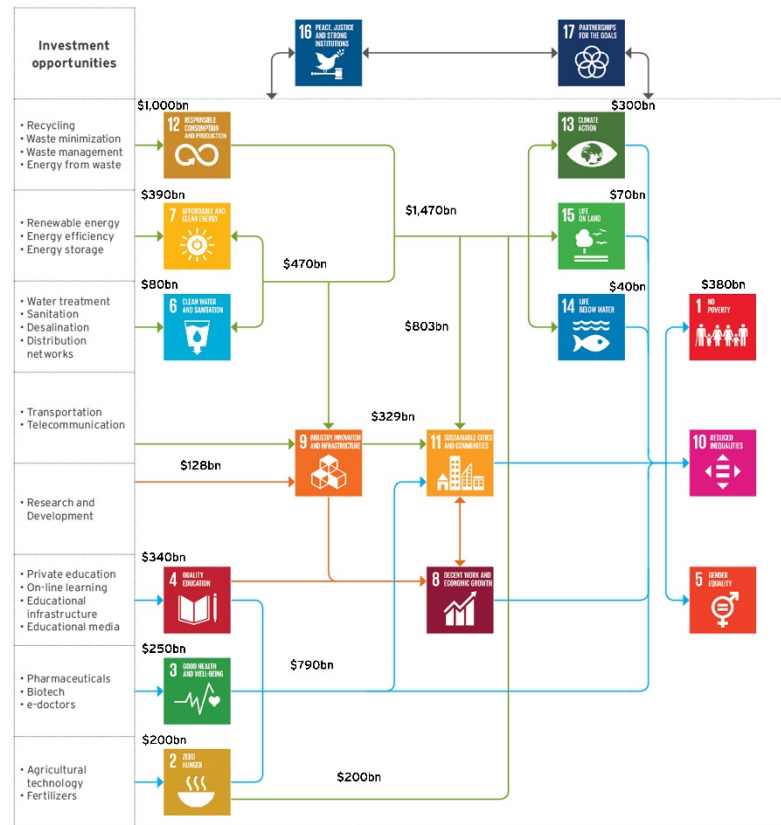 Investment
opportunities
16 PEACE, JUSTICE
AND STRONG
INSTITUTIONS
17 PARTNERSHIPS
FOR THE GOALS
• Recycling
• Waste minimization
• Waste management
• Energy from waste
$1,000bn
12 RESPONSIBLE
CONSUMPTION
AND PRODUCTION
$300bn
13 CLIMATE
ACTION
• Renewable energy
• Energy efficiency
• Energy storage
$390bn
7 AFFORDABLE AND
CLEAN ENERGY
$1,470bn
$70bn
15 LIFE
ON LAND
$470bn
• Water treatment
• Sanitation
• Desalination
• Distribution
networks
$80bn
6 CLEAN WATER
AND SANITATION
$803bn
$40bn
14 LIFE
BELOW WATER
$380bn
1 NO
POVERTY
• Transportation
• Telecommunication
$329bn
9 INDUSTRY, INNOVATION
AND INFRASTRUCTURE
11 SUSTAINABLE CITIES
AND COMMUNITIES
10 REDUCED
INEQUALITIES
$128bn
• Research and
Development
$340bn
• Private education
• On-line learning
• Educational
infrastructure
• Educational media
4 QUALITY
EDUCATION
8 DECENT WORK AND
ECONOMIC GROWTH
5 GENDER
EQUALITY
$250bn
• Pharmaceuticals
• Biotech
• e-doctors
3 GOOD HEALTH
AND WELL-BEING
$790bn
$200bn
• Agricultural
technology
• Fertilizers
2 ZERO
HUNGER
$200bn